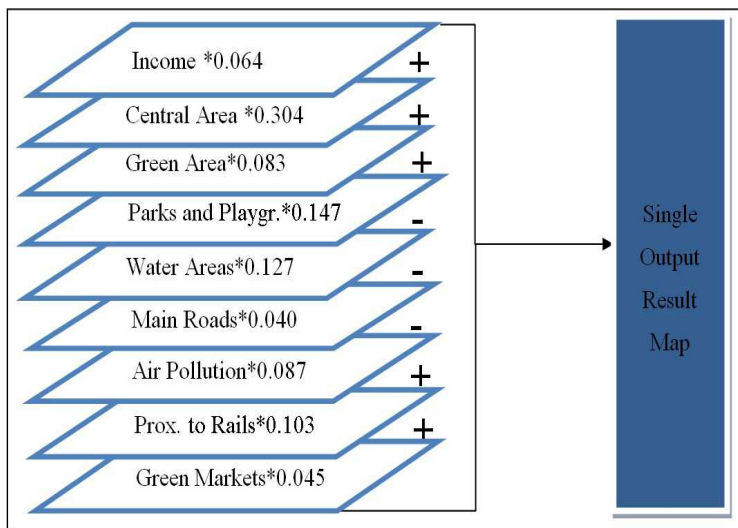 Income *0.064
+
Central Area *0.304
+
Green Area*0.083
+
Parks and Playgr.*0.147
-
Water Areas*0.127
-
Main Roads*0.040
-
Air Pollution*0.087
+
Prox. to Rails*0.103
+
Green Markets*0.045
Single
Output
Result
Map